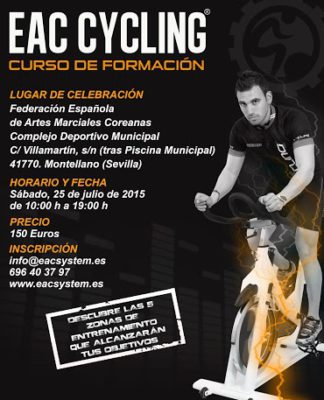 EAC CYCLING®
CURSO DE FORMACIÓN
LUGAR DE CELEBRACIÓN
Federación Española
de Artes Marciales Coreanas
Complejo Deportivo Municipal
C/ Villamartín, s/n (tras Piscina Municipal)
41770. Montellano (Sevilla)
HORARIO Y FECHA
Sábado, 25 de julio de 2015
de 10:00 h a 19:00 h
PRECIO
150 Euros
INSCRIPCIÓN
info@eacsystem.es
696 40 37 97
www.eacsystem.es
DESCUBRE LAS 5
ZONAS DE
ENTRENAMIENTO
QUE ALCANZARÁN
TUS OBJETIVOS